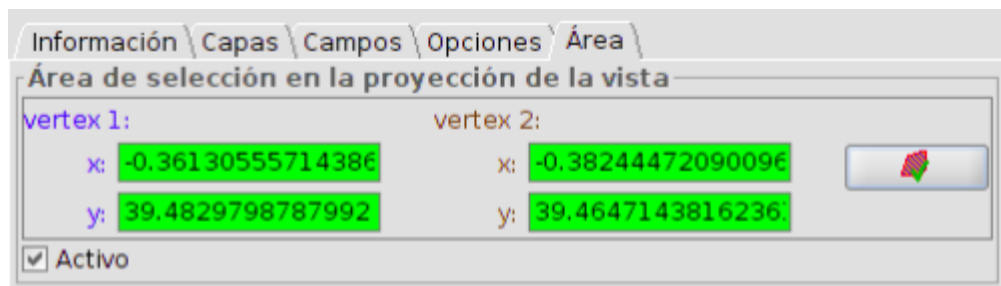 Información Capas Campos Opciones Área
Área de selección en la proyección de la vista
vertex 1: vertex 2:
x: -0.36130555714386 x: -0.38244472090096
y: 39.4829798787992 y: 39.464714381623
Activo